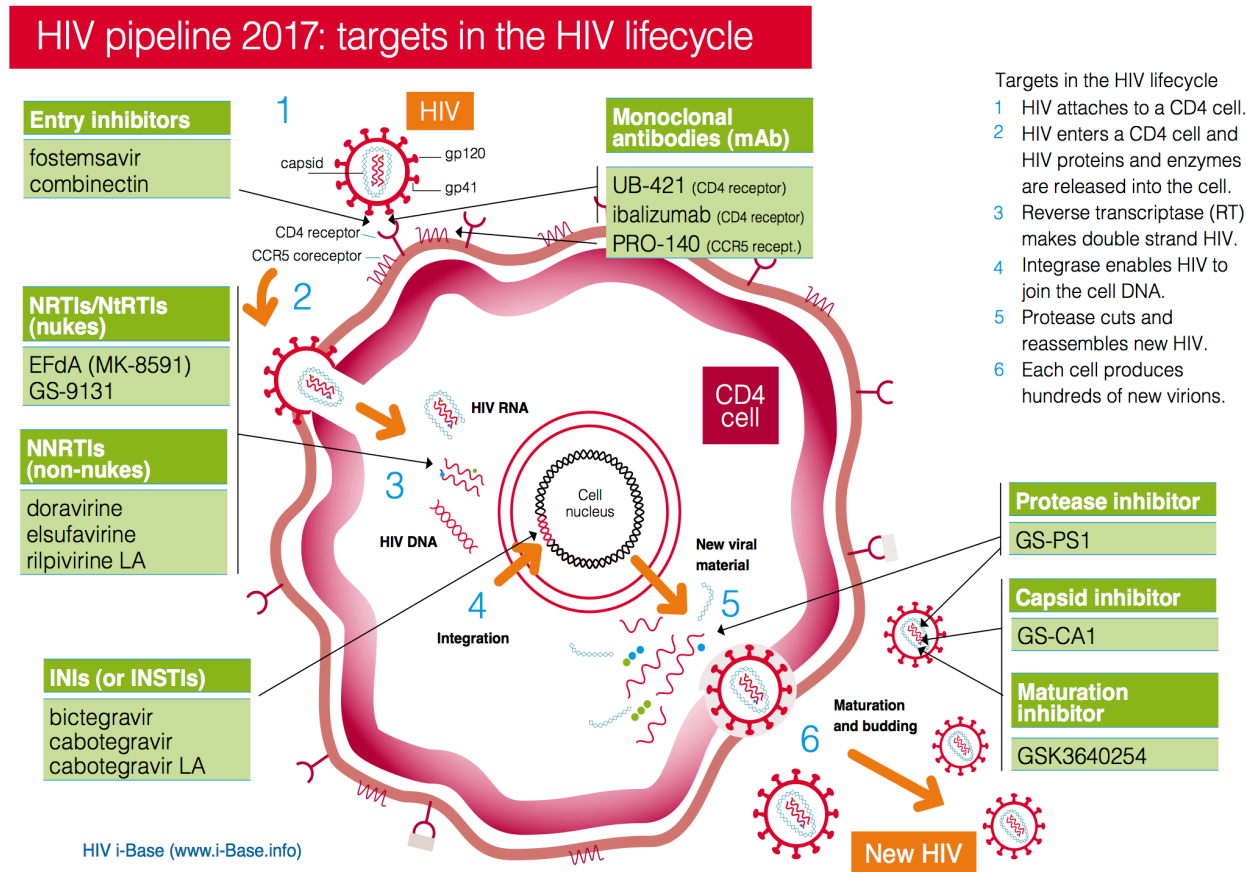 HIV pipeline 2017: targets in the HIV lifecycle
Targets in the HIV lifecycle
1 HIV attaches to a CD4 cell.
2 HIV enters a CD4 cell and
HIV proteins and enzymes
are released into the cell.
3 Reverse transcriptase (RT)
makes double strand HIV.
4 Integrase enables HIV to
join the cell DNA.
5 Protease cuts and
reassembles new HIV.
6 Each cell produces
hundreds of new virions.
Entry inhibitors
fostemsavir
combinectin
1
HIV
capsid
gp120
gp41
CD4 receptor
CCR5 coreceptor
Monoclonal
antibodies (mAb)
UB-421 (CD4 receptor)
ibalizumab (CD4 receptor)
PRO-140 (CCR5 recept.)
2
NRTIs/NtRTIs
(nukes)
EFdA (MK-8591)
GS-9131
NNRTIs
(non-nukes)
doravirine
elsufavirine
rilpivirine LA
HIV RNA
3
HIV DNA
CD4
cell
Cell
nucleus
4
Integration
New viral
material
5
INIs (or INSTIs)
bictegravir
cabotegravir
cabotegravir LA
Protease inhibitor
GS-PS1
Capsid inhibitor
GS-CA1
Maturation
inhibitor
GSK3640254
Maturation
and budding
6
New HIV
HIV i-Base (www.i-Base.info)